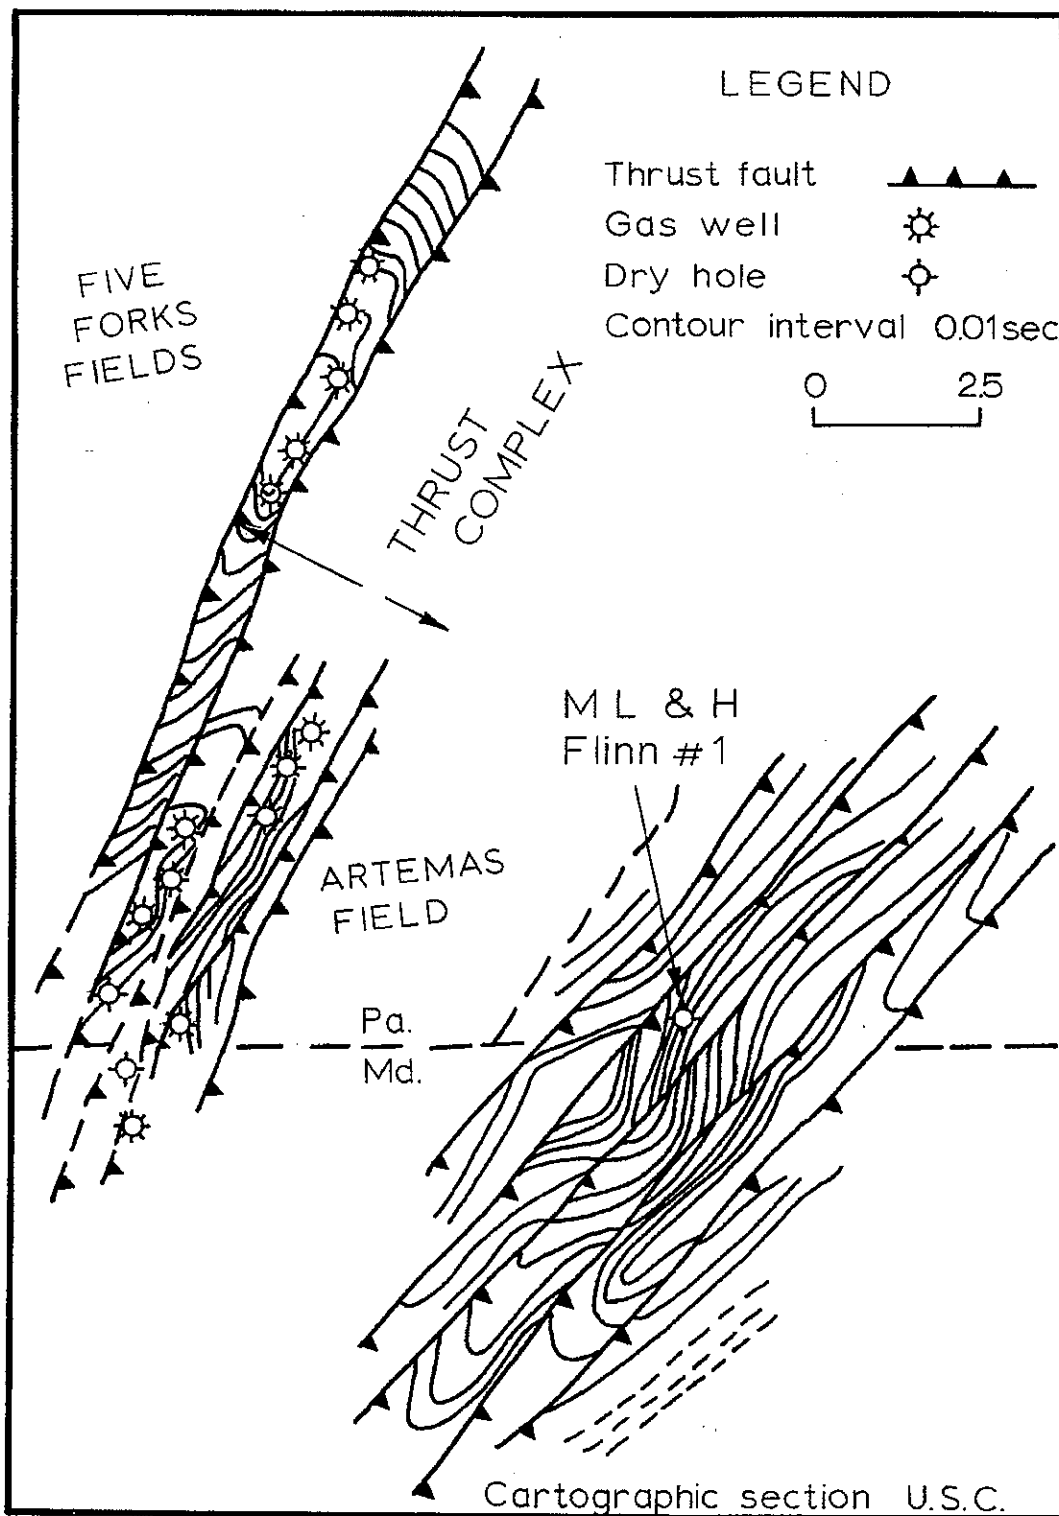 LEGEND
Thrust fault
Gas well
Dry hole
Contour interval 0.01sec
0 2.5
FIVE
FORKS
FIELDS
THRUST
COMPLEX
M L & H
Flinn #1
ARTEMAS
FIELD
Pa.
Md.
Cartographic section U.S.C.